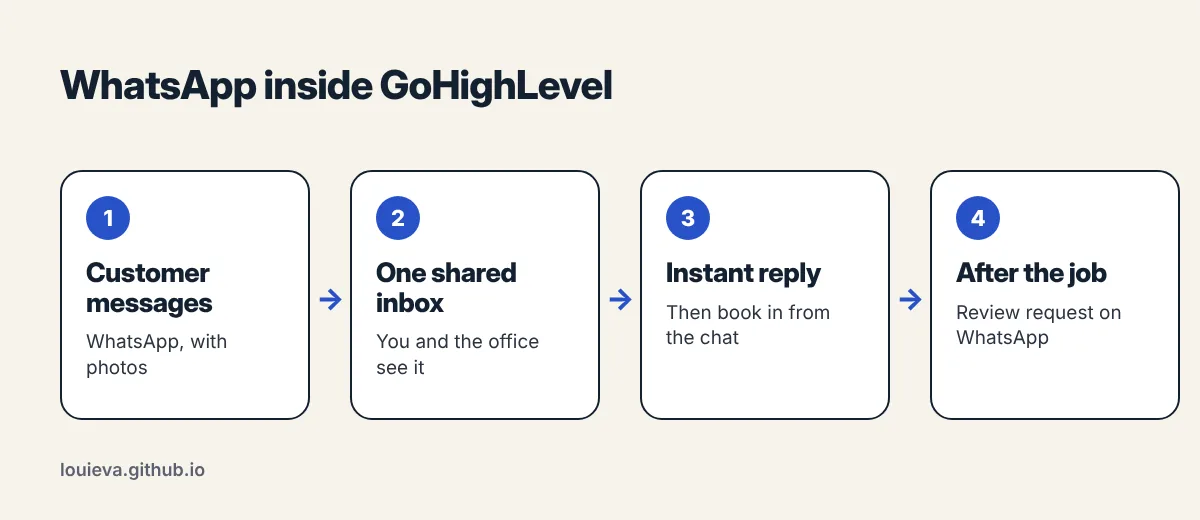 WhatsApp inside GoHighLevel
1
Customer
messages
WhatsApp, with
photos
2
One shared
inbox
You and the office
see it
3
Instant reply
Then book in from
the chat
4
After the job
Review request on
WhatsApp
louieva.github.io